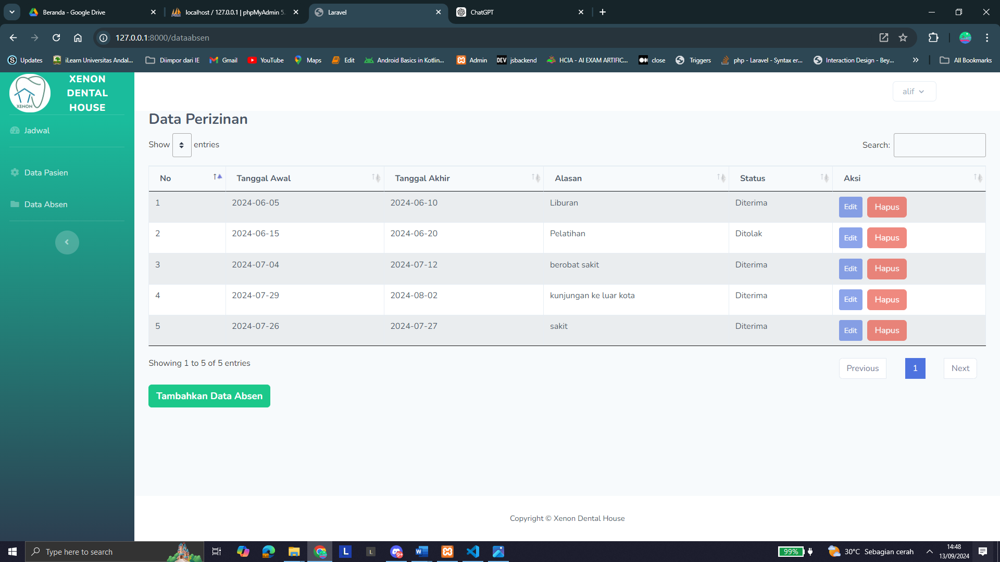 Beranda - Google Drive
localhost / 127.0.0.1 | phpMyAdmin 5.
Laravel
ChatGPT
127.0.0.1:8000/dataabsen
Updates
iLearn Universitas Andal...
Diimpor dari IE
Gmail
YouTube
Maps
Edit
Android Basics in Kotlin...
Admin
DEV jsbackend
HCIA - AI EXAM ARTIFIC...
close
Triggers
php - Laravel - Syntax er...
Interaction Design - Bey...
All Bookmarks
XENON
XENON
DENTAL
HOUSE
Jadwal
Data Pasien
Data Absen
alif
Data Perizinan
Show entries
Search:
No Tanggal Awal Tanggal Akhir Alasan Status Aksi
1 2024-06-05 2024-06-10 Liburan Diterima Edit Hapus
2 2024-06-15 2024-06-20 Pelatihan Ditolak Edit Hapus
3 2024-07-04 2024-07-12 berobat sakit Diterima Edit Hapus
4 2024-07-29 2024-08-02 kunjungan ke luar kota Diterima Edit Hapus
5 2024-07-26 2024-07-27 sakit Diterima Edit Hapus
Showing 1 to 5 of 5 entries
Previous 1 Next
Tambahkan Data Absen
Copyright © Xenon Dental House
Type here to search
L
L
9+
W
99%
30°C Sebagian cerah
14:48
13/09/2024